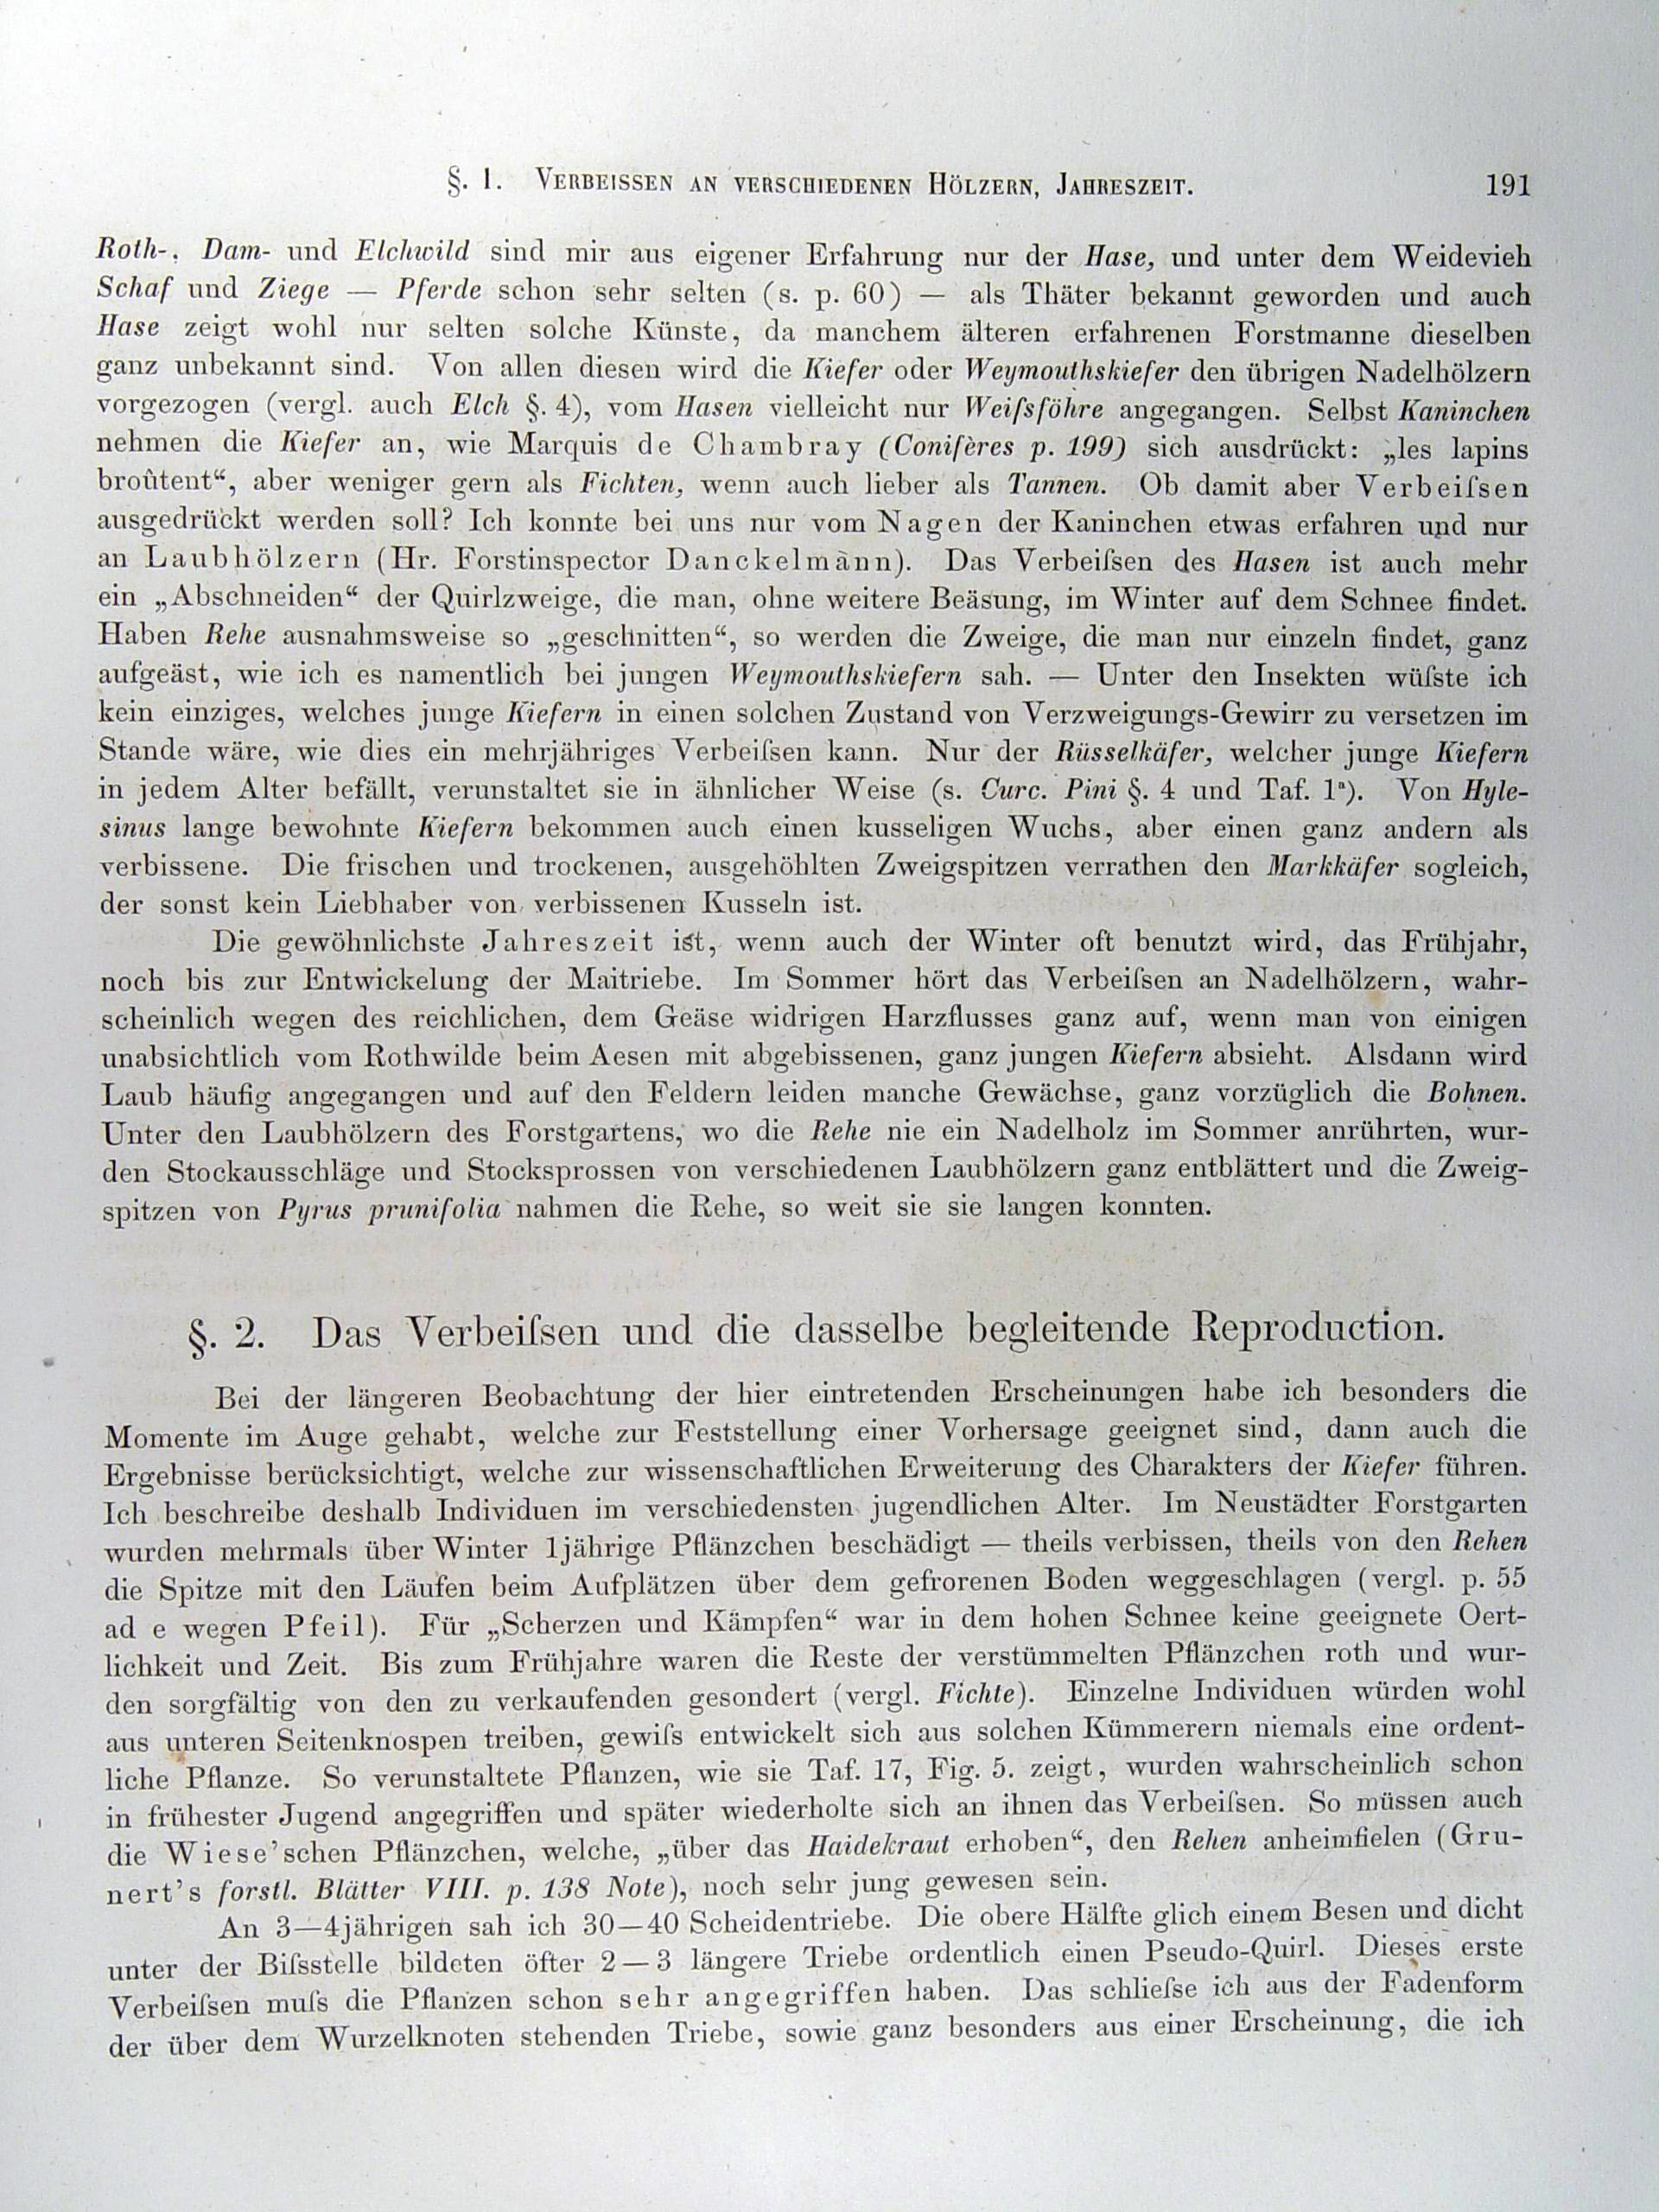 §. 1. Verbeissen an verschiedenen Hölzern, Jahreszeit. 191
Roth-, Dam- und Elchwild sind mir aus eigener Erfahrung nur der Hase, und unter dem Weidevieh
Schaf und Ziege — Pferde schon sehr selten (s. p. 60) — als Thäter bekannt geworden und auch
Hase zeigt wohl nur selten solche Künste, da manchem älteren erfahrenen Forstmanne dieselben
ganz unbekannt sind. Von allen diesen wird die Kiefer oder Weymouthskiefer den übrigen Nadelhölzern
vorgezogen (vergl. auch Elch §. 4), vom Hasen vielleicht nur Weiſsföhre angegangen. Selbst Kaninchen
nehmen die Kiefer an, wie Marquis de Chambray (Conifères p. 199) sich ausdrückt: „les lapins
broûtent“, aber weniger gern als Fichten, wenn auch lieber als Tannen. Ob damit aber Verbeiſsen
ausgedrückt werden soll? Ich konnte bei uns nur vom Nagen der Kaninchen etwas erfahren und nur
an Laubhölzern (Hr. Forstinspector Danckelmann). Das Verbeiſsen des Hasen ist auch mehr
ein „Abschneiden“ der Quirlzweige, die man, ohne weitere Beäsung, im Winter auf dem Schnee findet.
Haben Rehe ausnahmsweise so „geschnitten“, so werden die Zweige, die man nur einzeln findet, ganz
aufgeäst, wie ich es namentlich bei jungen Weymouthskiefern sah. — Unter den Insekten wüſste ich
kein einziges, welches junge Kiefern in einen solchen Zustand von Verzweigungs-Gewirr zu versetzen im
Stande wäre, wie dies ein mehrjähriges Verbeiſsen kann. Nur der Rüsselkäfer, welcher junge Kiefern
in jedem Alter befällt, verunstaltet sie in ähnlicher Weise (s. Curc. Pini §. 4 und Taf. 1ª). Von Hyle-
sinus lange bewohnte Kiefern bekommen auch einen kusseligen Wuchs, aber einen ganz andern als
verbissene. Die frischen und trockenen, ausgehöhlten Zweigspitzen verrathen den Markkäfer sogleich,
der sonst kein Liebhaber von verbissenen Kusseln ist.
Die gewöhnlichste Jahreszeit ist, wenn auch der Winter oft benutzt wird, das Frühjahr,
noch bis zur Entwickelung der Maitriebe. Im Sommer hört das Verbeiſsen an Nadelhölzern, wahr-
scheinlich wegen des reichlichen, dem Geäse widrigen Harzflusses ganz auf, wenn man von einigen
unabsichtlich vom Rothwilde beim Aesen mit abgebissenen, ganz jungen Kiefern absieht. Alsdann wird
Laub häufig angegangen und auf den Feldern leiden manche Gewächse, ganz vorzüglich die Bohnen.
Unter den Laubhölzern des Forstgartens, wo die Rehe nie ein Nadelholz im Sommer anrührten, wur-
den Stockausschläge und Stocksprossen von verschiedenen Laubhölzern ganz entblättert und die Zweig-
spitzen von Pyrus prunifolia nahmen die Rehe, so weit sie sie langen konnten.
§. 2. Das Verbeiſsen und die dasselbe begleitende Reproduction.
Bei der längeren Beobachtung der hier eintretenden Erscheinungen habe ich besonders die
Momente im Auge gehabt, welche zur Feststellung einer Vorhersage geeignet sind, dann auch die
Ergebnisse berücksichtigt, welche zur wissenschaftlichen Erweiterung des Charakters der Kiefer führen.
Ich beschreibe deshalb Individuen im verschiedensten jugendlichen Alter. Im Neustädter Forstgarten
wurden mehrmals über Winter 1jährige Pflänzchen beschädigt — theils verbissen, theils von den Rehen
die Spitze mit den Läufen beim Aufplätzen über dem gefrorenen Boden weggeschlagen (vergl. p. 55
ad e wegen Pfeil). Für „Scherzen und Kämpfen“ war in dem hohen Schnee keine geeignete Oert-
lichkeit und Zeit. Bis zum Frühjahre waren die Reste der verstümmelten Pflänzchen roth und wur-
den sorgfältig von den zu verkaufenden gesondert (vergl. Fichte). Einzelne Individuen würden wohl
aus unteren Seitenknospen treiben, gewiſs entwickelt sich aus solchen Kümmerern niemals eine ordent-
liche Pflanze. So verunstaltete Pflanzen, wie sie Taf. 17, Fig. 5. zeigt, wurden wahrscheinlich schon
in frühester Jugend angegriffen und später wiederholte sich an ihnen das Verbeiſsen. So müssen auch
die Wiese'schen Pflänzchen, welche, „über das Haidekraut erhoben“, den Rehen anheimfielen (Gru-
nert's forstl. Blätter VIII. p. 138 Note), noch sehr jung gewesen sein.
An 3—4jährigen sah ich 30—40 Scheidentriebe. Die obere Hälfte glich einem Besen und dicht
unter der Biſsstelle bildeten öfter 2—3 längere Triebe ordentlich einen Pseudo-Quirl. Dieses erste
Verbeiſsen muſs die Pflanzen schon sehr angegriffen haben. Das schlieſse ich aus der Fadenform
der über dem Wurzelknoten stehenden Triebe, sowie ganz besonders aus einer Erscheinung, die ich